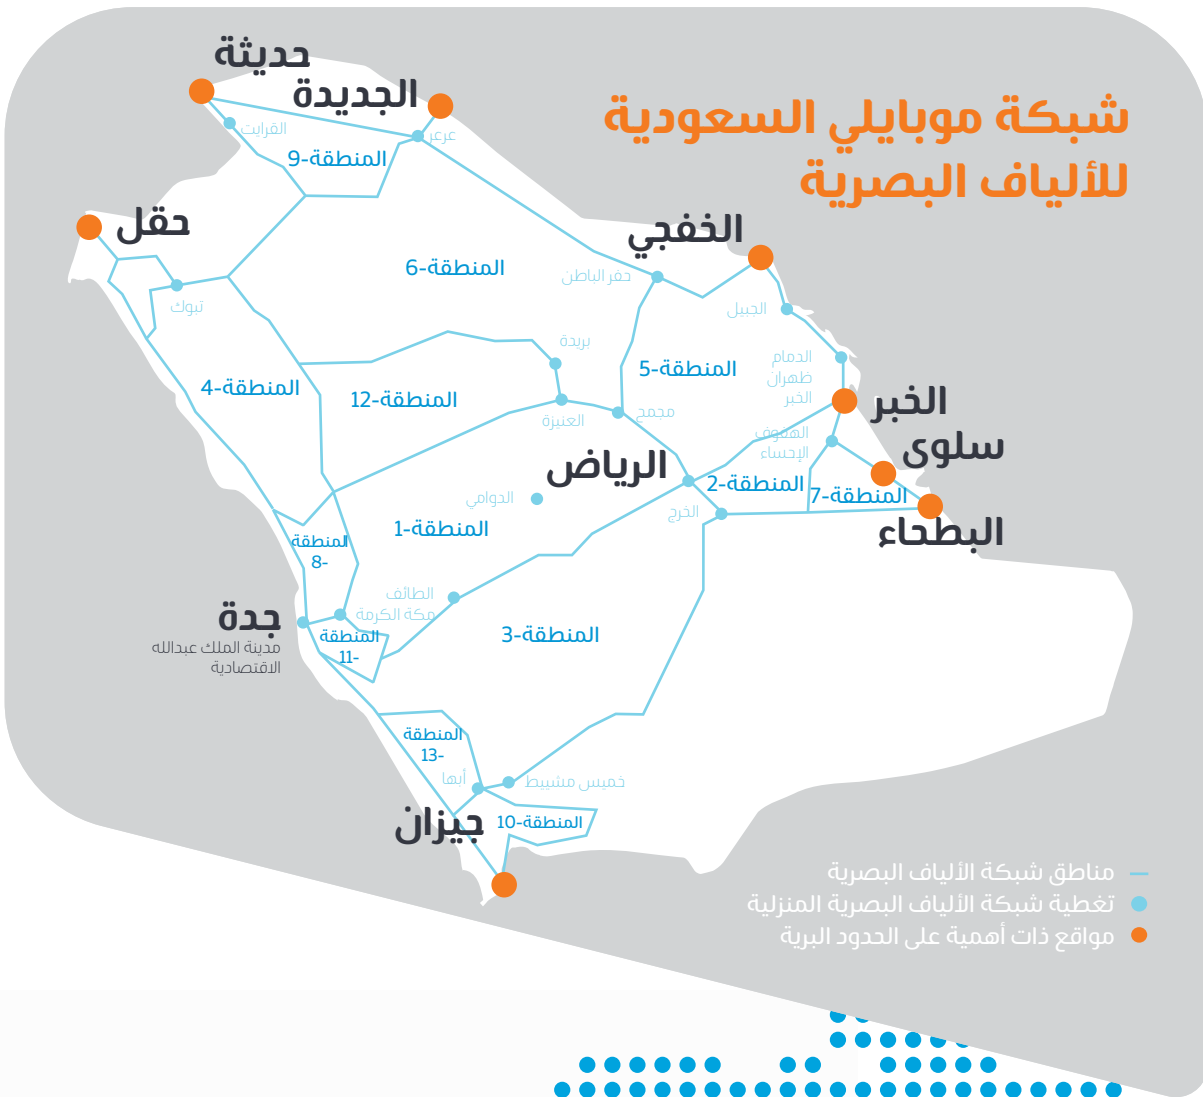 شبكة موبايلي السعودية
للألياف البصرية
حديثة
الجديدة
القرايت
عرعر
المنطقة-9
حقل
الخفجي
المنطقة-6
حفر الباطن
تبوك
الجبيل
بريدة
الدمام
ظهران
الخبر
المنطقة-5
المنطقة-4
المنطقة-12
الخبر
مجمج
العنيزة
الهفوف
الإحساء
سلوى
الرياض
المنطقة-2
المنطقة-7
الدوامي
الخرج
المنطقة-1
البطحاء
المنطقة
-8
الطائف
مكة الكرمة
جدة
مدينة الملك عبدالله
الاقتصادية
المنطقة
-11
المنطقة-3
المنطقة
-13
أبها
خميس مشييط
جيزان
المنطقة-10
مناطق شبكة الألياف البصرية
تغطية شبكة الألياف البصرية المنزلية
مواقع ذات أهمية على الحدود البرية